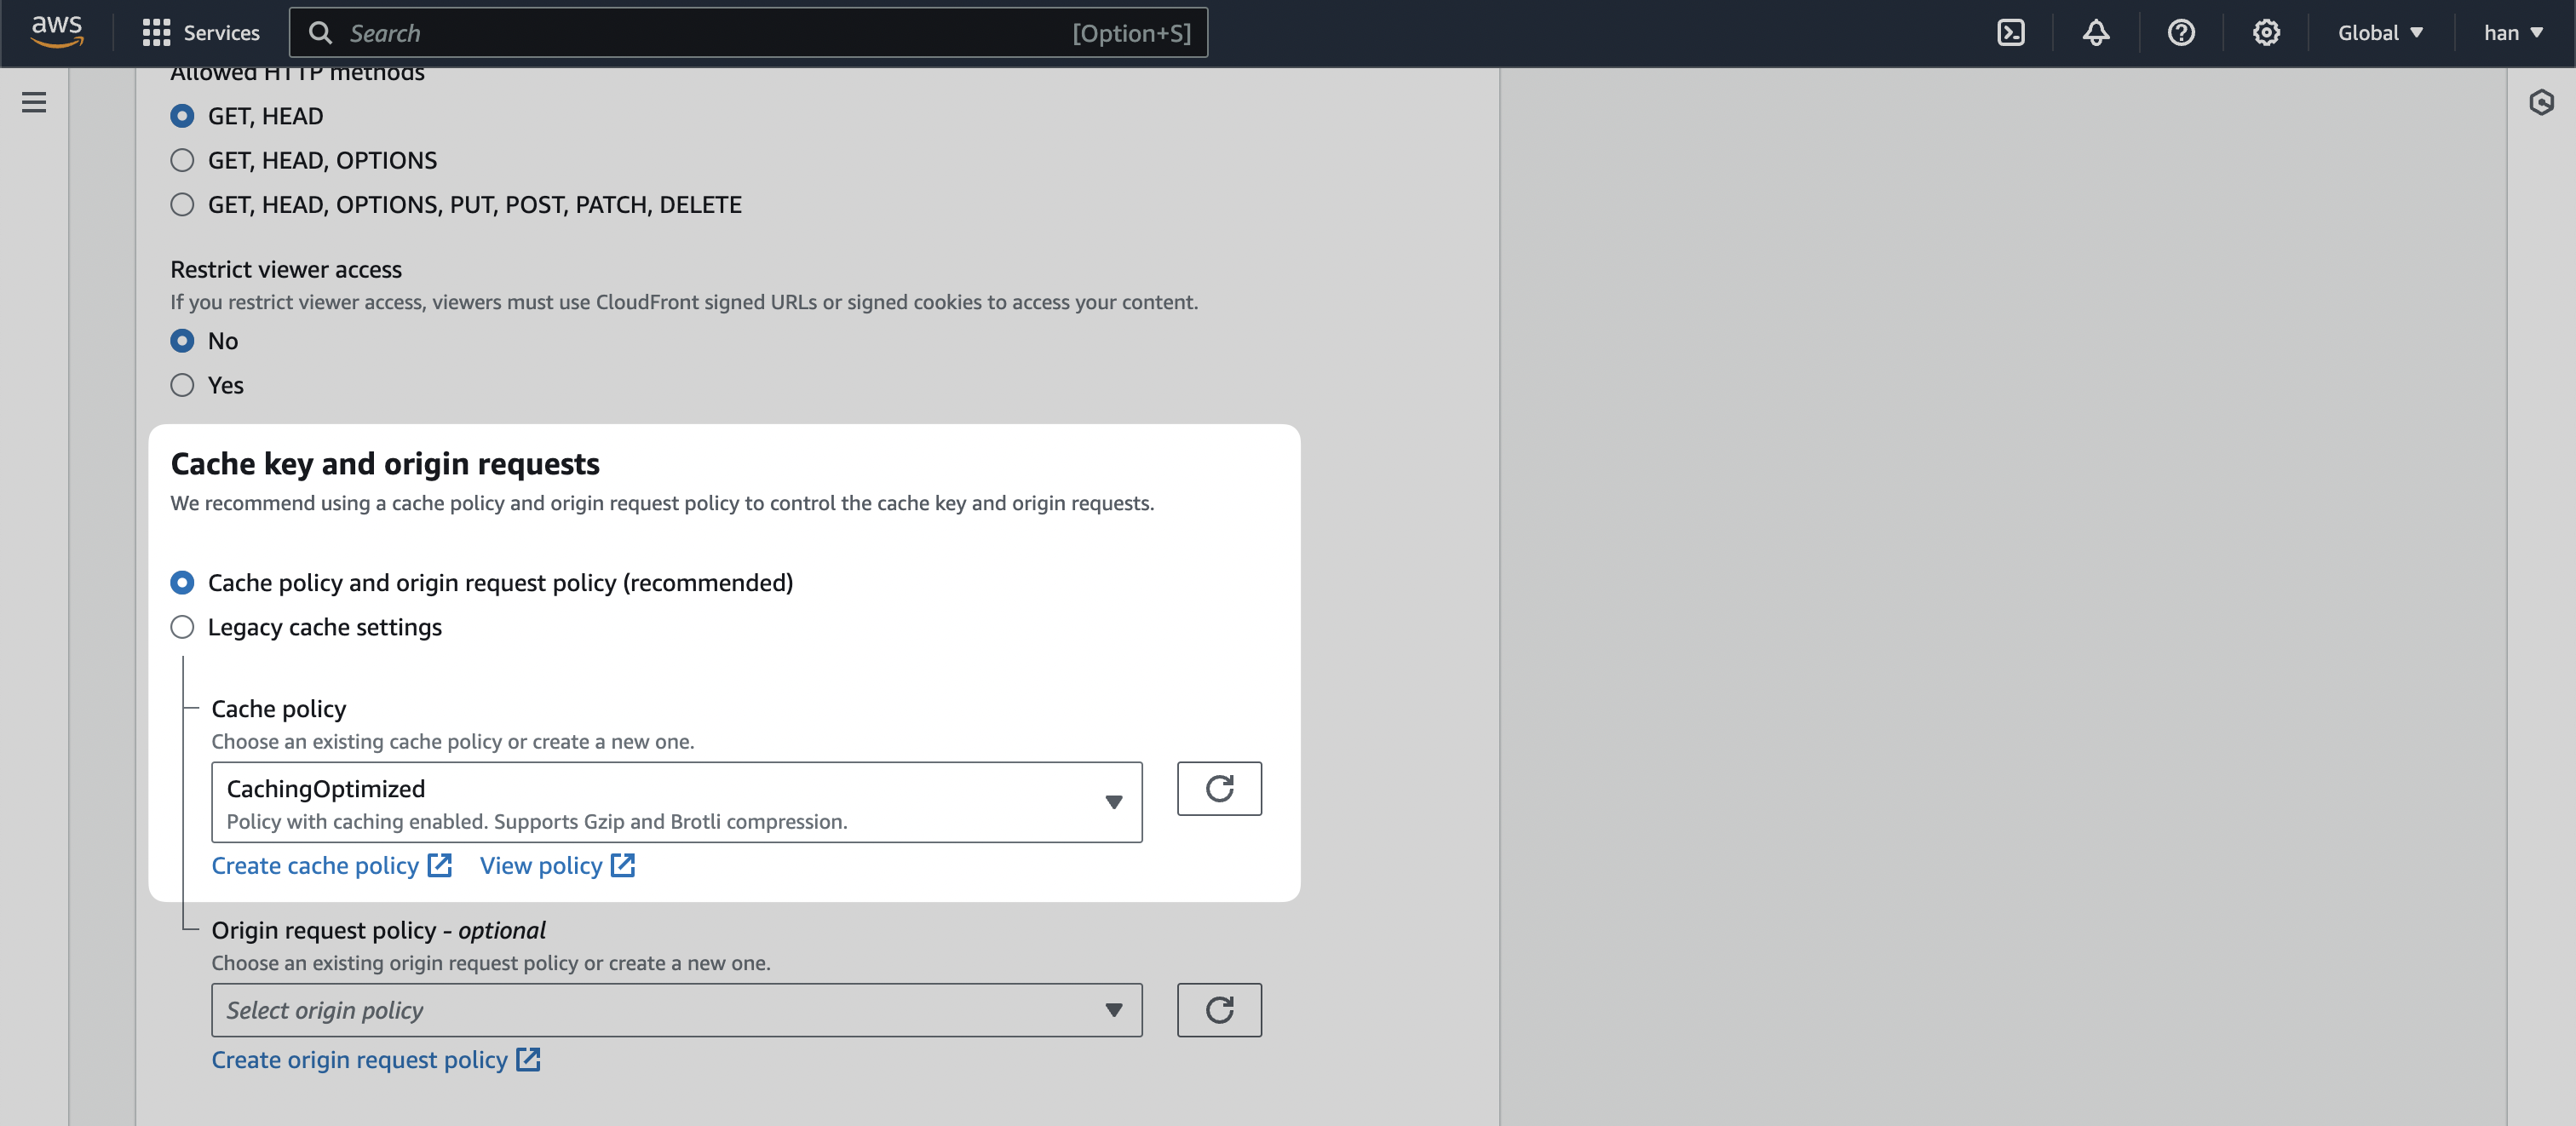 aws
Services
Search
[Option+S]
Global
han
Allowed HTTP methods
GET, HEAD
GET, HEAD, OPTIONS
GET, HEAD, OPTIONS, PUT, POST, PATCH, DELETE
Restrict viewer access
If you restrict viewer access, viewers must use CloudFront signed URLs or signed cookies to access your content.
No
Yes
Cache key and origin requests
We recommend using a cache policy and origin request policy to control the cache key and origin requests.
Cache policy and origin request policy (recommended)
Legacy cache settings
Cache policy
Choose an existing cache policy or create a new one.
CachingOptimized
Policy with caching enabled. Supports Gzip and Brotli compression.
Create cache policy
View policy
Origin request policy - optional
Choose an existing origin request policy or create a new one.
Select origin policy
Create origin request policy